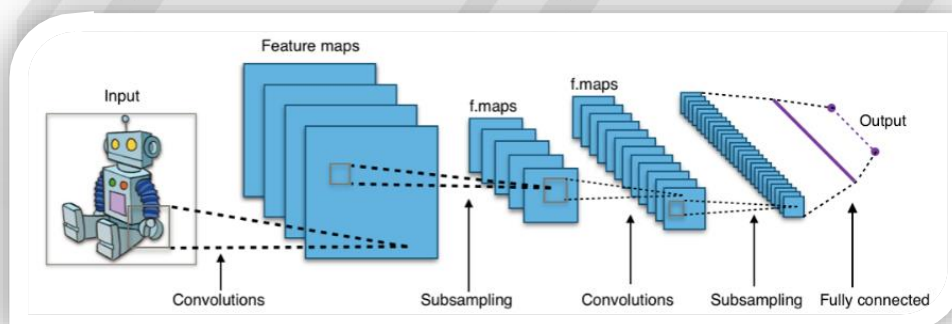 Feature maps
f.maps
f.maps
Input
Output
Convolutions
Subsampling
Convolutions
Subsampling
Fully connected